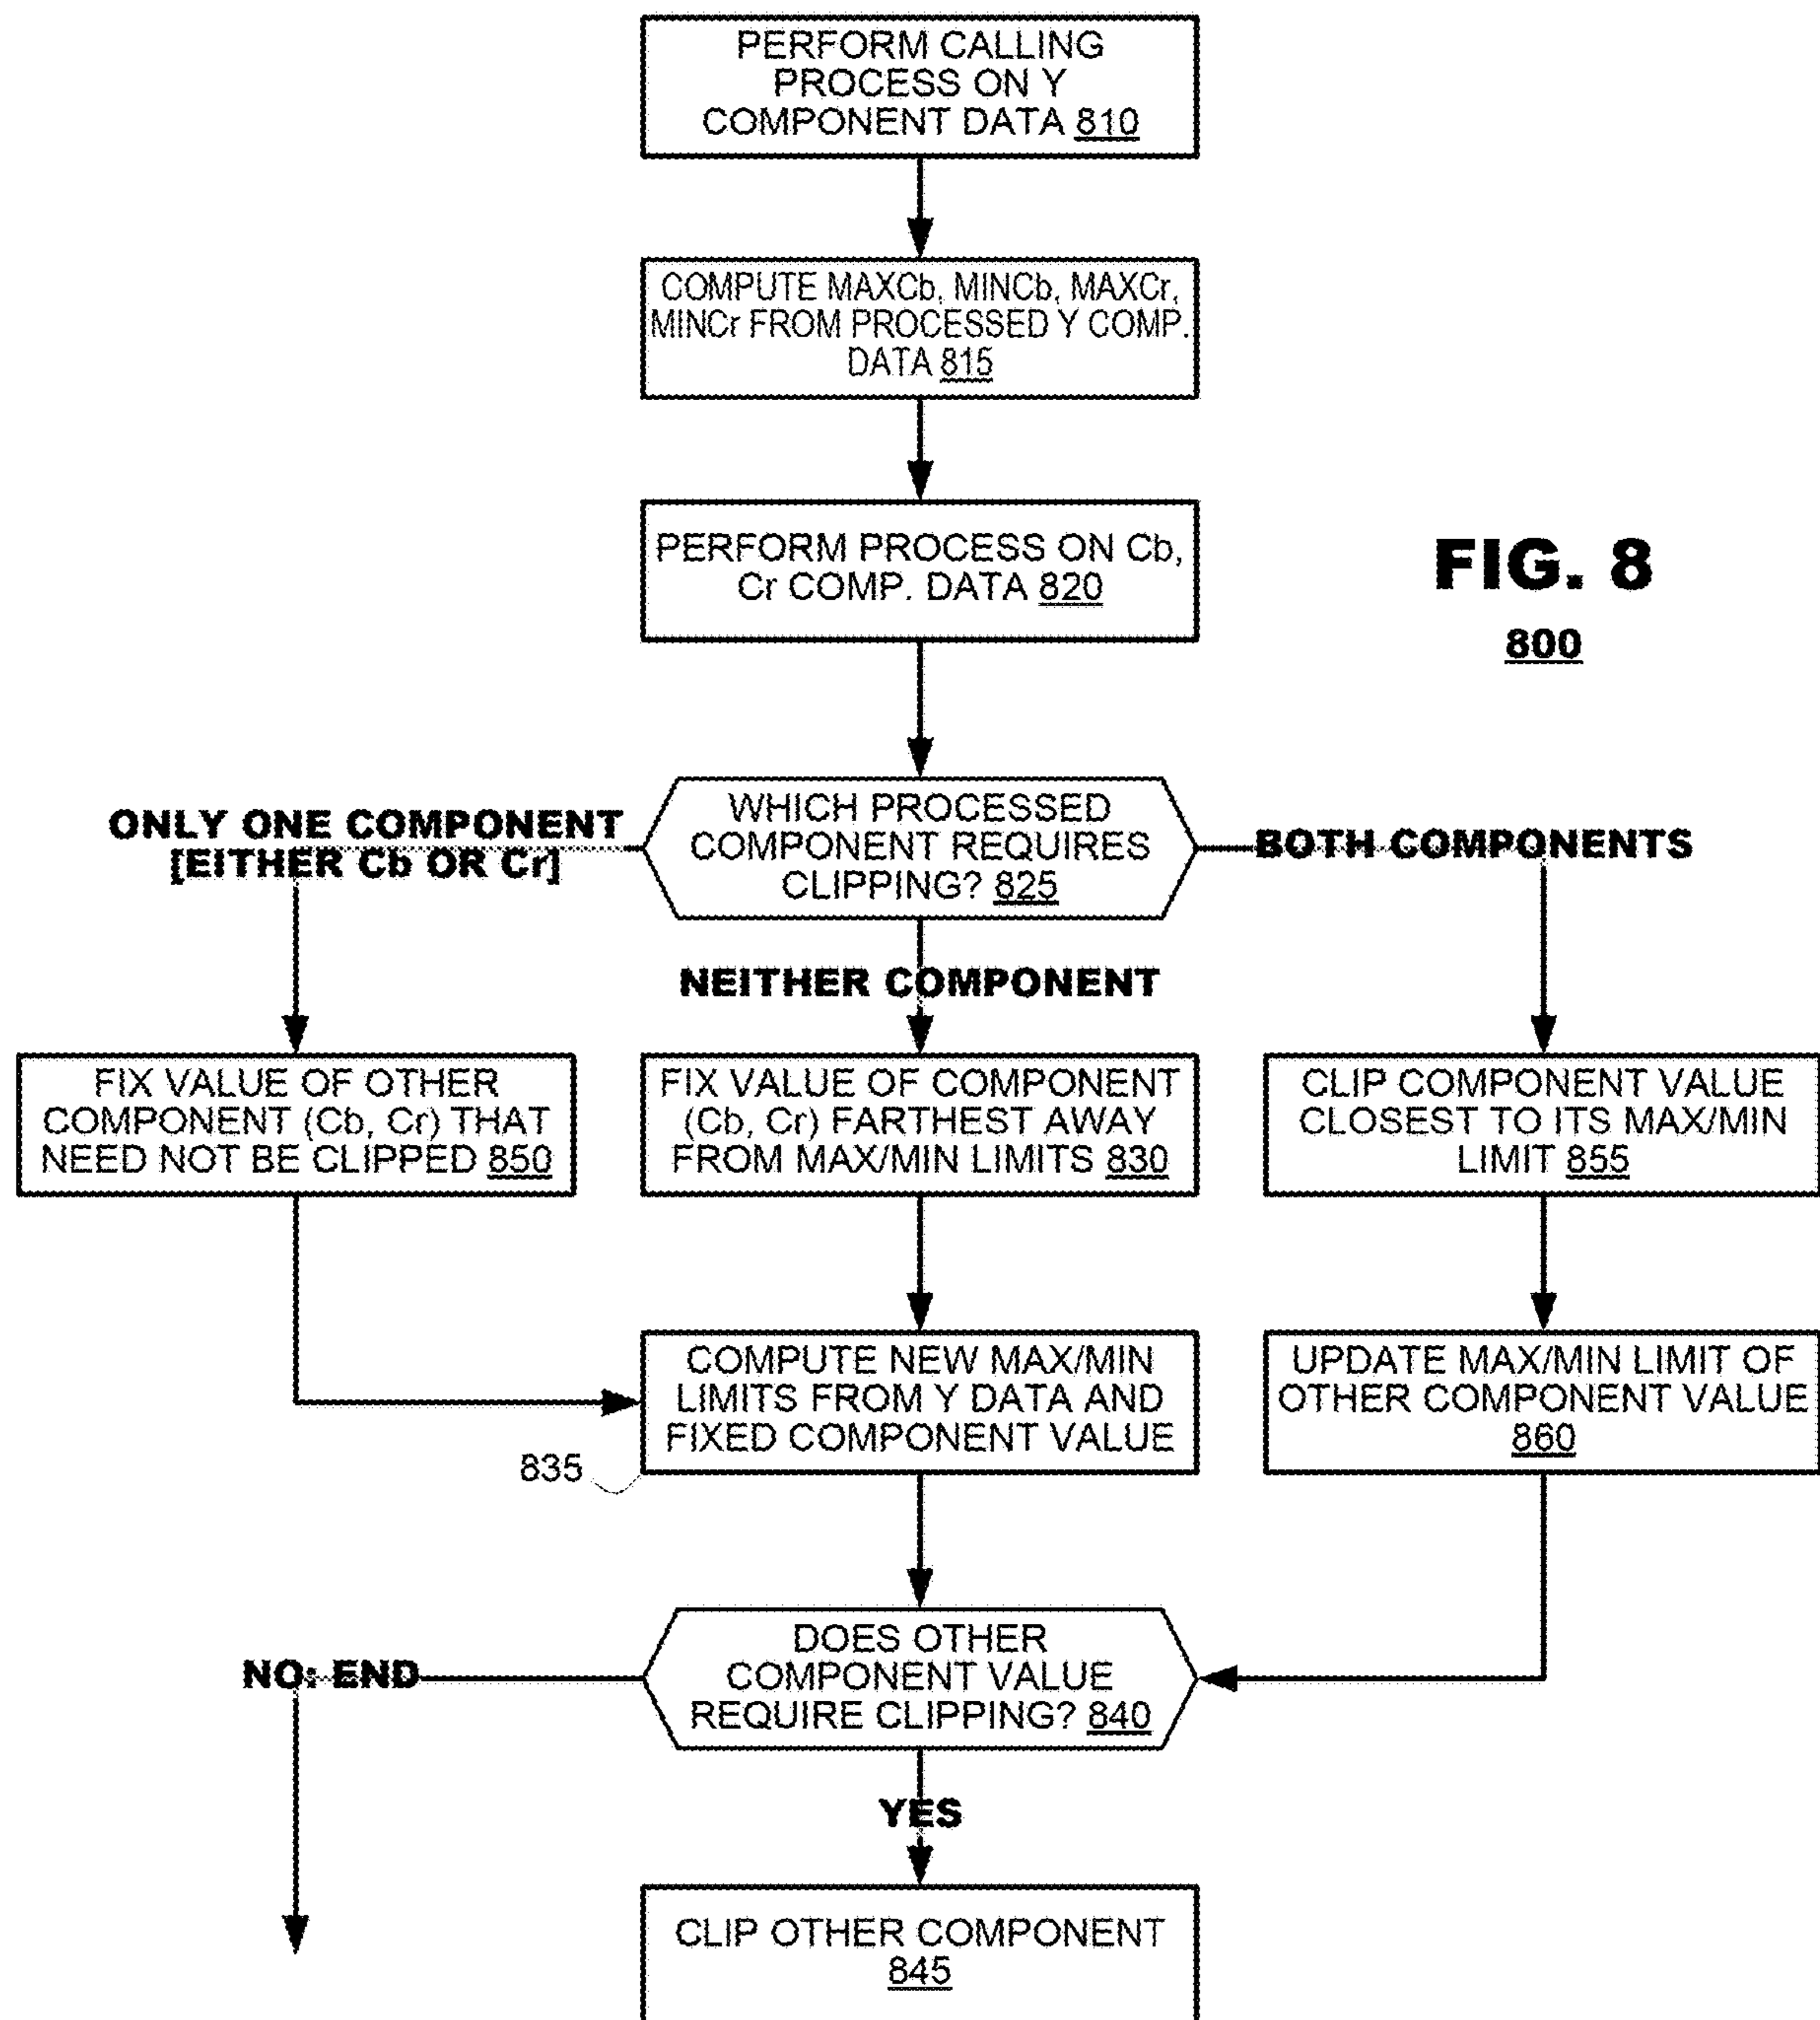 PERFORM CALLING
PROCESS ON Y
COMPONENT DATA 810
COMPUTE MAXCb, MINCb, MAXCr,
MINCr FROM PROCESSED Y COMP.
DATA 815
PERFORM PROCESS ON Cb,
Cr COMP. DATA 820
FIG. 8
800
WHICH PROCESSED
COMPONENT REQUIRES
CLIPPING? 825
ONLY ONE COMPONENT
[EITHER Cb OR Cr]
BOTH COMPONENTS
NEITHER COMPONENT
FIX VALUE OF OTHER
COMPONENT (Cb, Cr) THAT
NEED NOT BE CLIPPED 850
FIX VALUE OF COMPONENT
(Cb, Cr) FARTHEST AWAY
FROM MAX/MIN LIMITS 830
CLIP COMPONENT VALUE
CLOSEST TO ITS MAX/MIN
LIMIT 855
COMPUTE NEW MAX/MIN
LIMITS FROM Y DATA AND
FIXED COMPONENT VALUE
835
UPDATE MAX/MIN LIMIT OF
OTHER COMPONENT VALUE
860
DOES OTHER
COMPONENT VALUE
REQUIRE CLIPPING? 840
NO: END
YES
CLIP OTHER COMPONENT
845